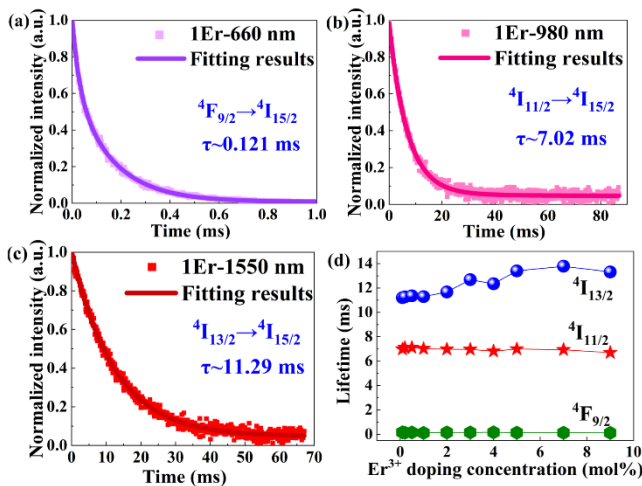 (a)
1Er-660 nm
Fitting results
⁴F₉/₂→⁴I₁₅/₂
τ~0.121 ms
Normalized intensity (a.u.)
1.0
0.8
0.6
0.4
0.2
0.0
0.0 0.2 0.4 0.6 0.8 1.0
Time (ms)
(b)
1Er-980 nm
Fitting results
⁴I₁₁/₂→⁴I₁₅/₂
τ~7.02 ms
Normalized intensity (a.u.)
1.0
0.8
0.6
0.4
0.2
0.0
0 20 40 60 80
Time (ms)
(c)
1Er-1550 nm
Fitting results
⁴I₁₃/₂→⁴I₁₅/₂
τ~11.29 ms
Normalized intensity (a.u.)
1.0
0.8
0.6
0.4
0.2
0.0
0 10 20 30 40 50 60 70
Time (ms)
(d)
⁴I₁₃/₂
⁴I₁₁/₂
⁴F₉/₂
Lifetime (ms)
14
12
10
8
6
4
2
0
0 2 4 6 8
Er³⁺ doping concentration (mol%)